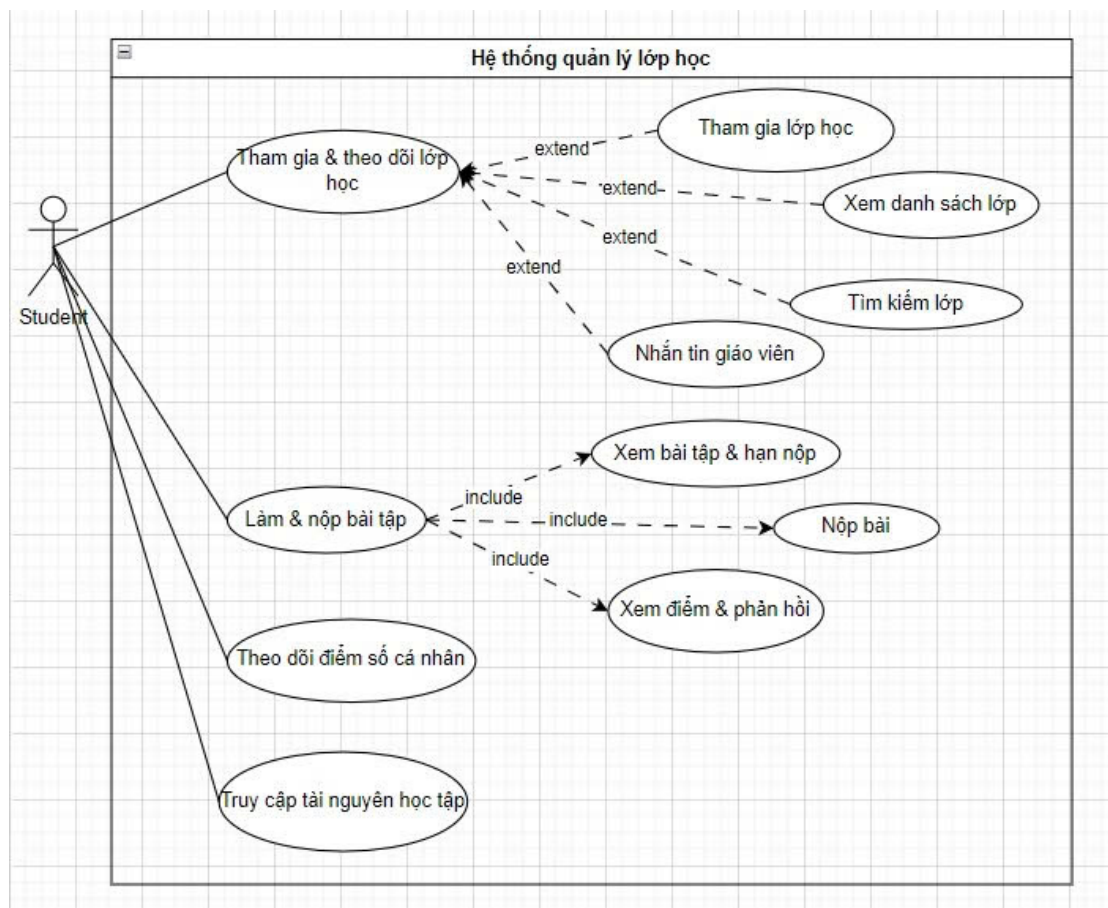 Hệ thống quản lý lớp học
Tham gia & theo dõi lớp
học
extend
Tham gia lớp học
extend
Xem danh sách lớp
extend
Tìm kiếm lớp
extend
Nhắn tin giáo viên
Student
Làm & nộp bài tập
include
Xem bài tập & hạn nộp
include
Nộp bài
include
Xem điểm & phản hồi
Theo dõi điểm số cá nhân
Truy cập tài nguyên học tập